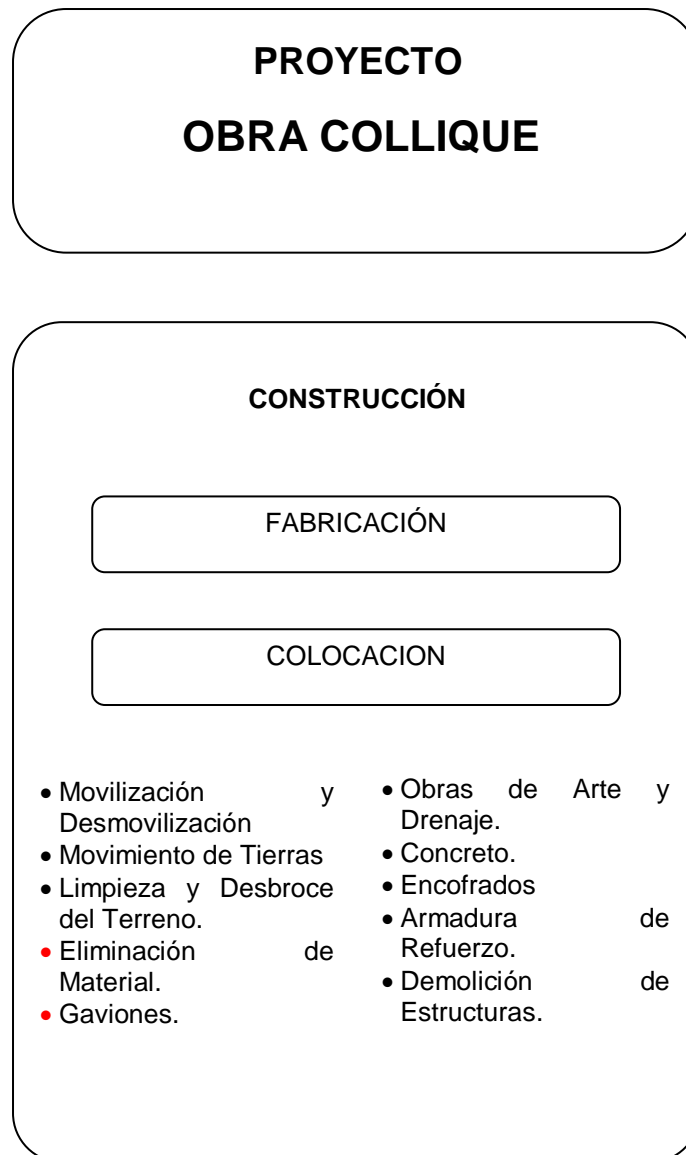 PROYECTO
OBRA COLLIQUE
CONSTRUCCIÓN
FABRICACIÓN
COLOCACION
• Movilización y
Desmovilización
• Movimiento de Tierras
• Limpieza y Desbroce
del Terreno.
• Eliminación de
Material.
• Gaviones.
• Obras de Arte y
Drenaje.
• Concreto.
• Encofrados
• Armadura de
Refuerzo.
• Demolición de
Estructuras.